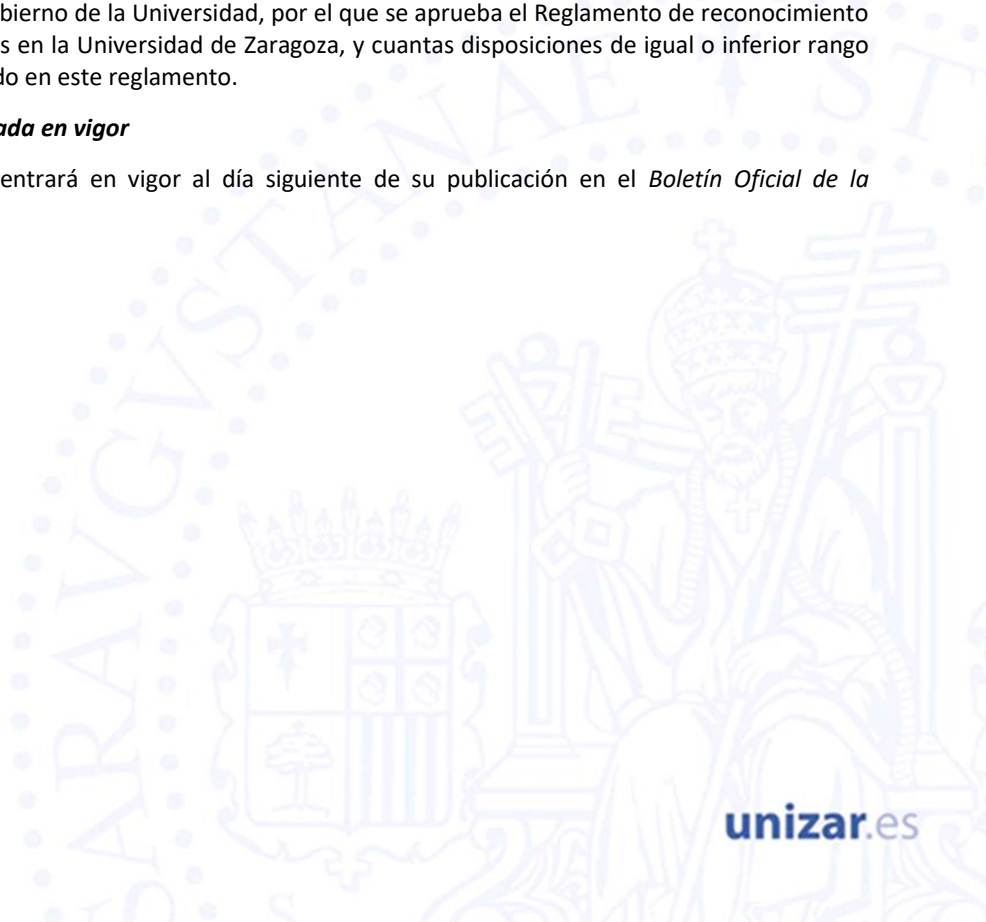 bierno de la Universidad, por el que se aprueba el Reglamento de reconocimiento
s en la Universidad de Zaragoza, y cuantas disposiciones de igual o inferior rango
do en este reglamento.
ada en vigor
entrará en vigor al día siguiente de su publicación en el Boletín Oficial de la
ARAVGVSTANAE ST
unizar.es